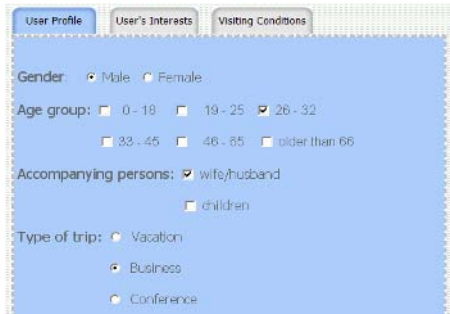 User Profile User's Interests Visiting Conditions
Gender: Male Female
Age group: 0 - 18 19 - 25 26 - 32
33 - 45 46 - 65 older than 66
Accompanying persons: wife/husband
children
Type of trip: Vacation
Business
Conference